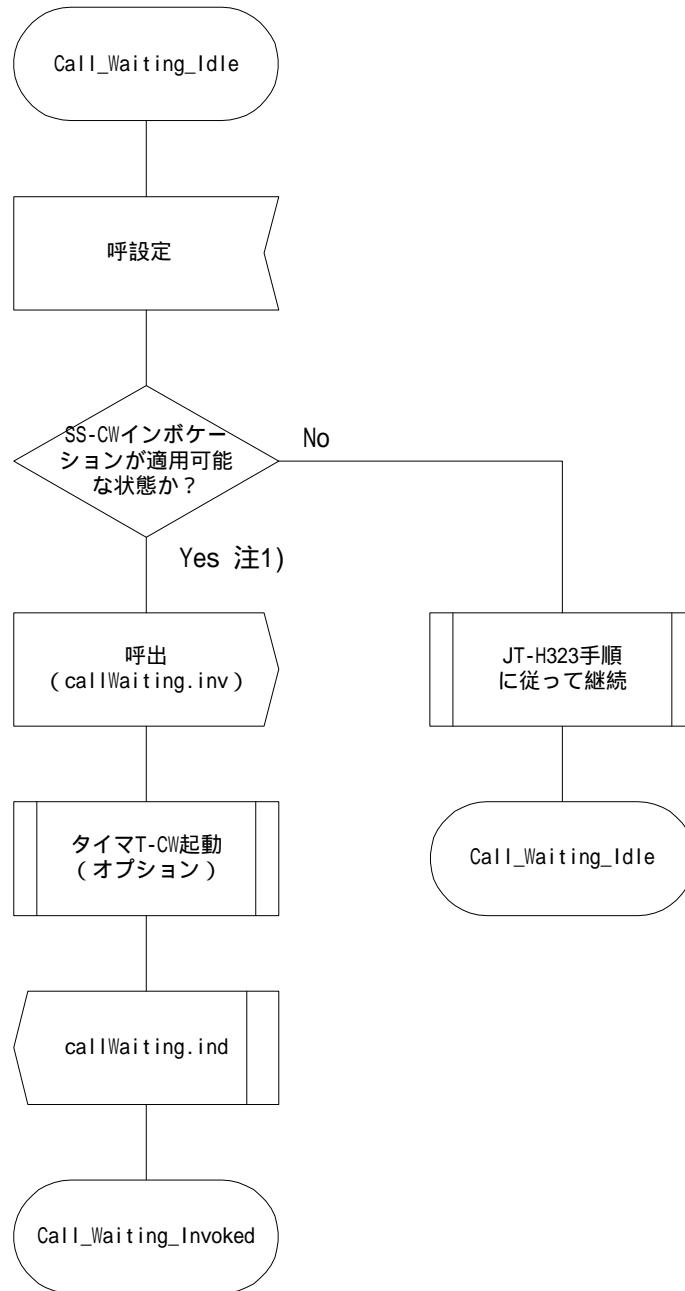 Call_Waiting_Idle
呼設定
SS-CWインボケー
ションが適用可能
な状態か？
No
Yes 注1)
呼出
（callWaiting.inv）
JT-H323手順
に従って継続
タイマT-CW起動
（オプション）
Call_Waiting_Idle
callWaiting.ind
Call_Waiting_Invoked